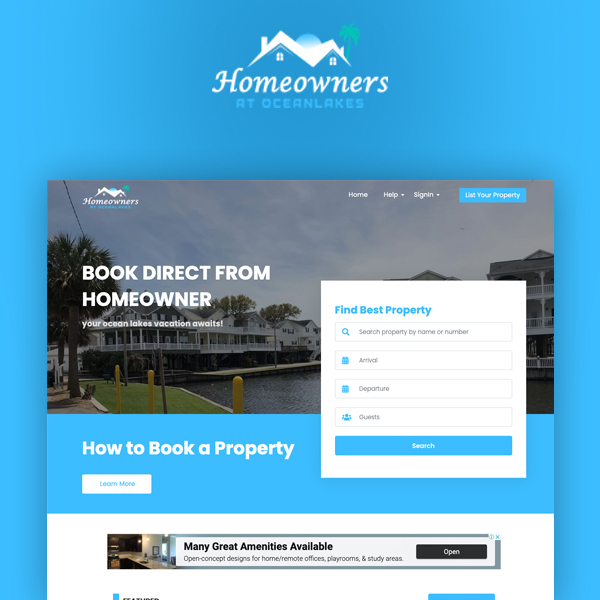 Homeowners
AT OCEANLAKES
Homeowners
AT OCEANLAKES
Home
Help
SignIn
List Your Property
BOOK DIRECT FROM
HOMEOWNER
your ocean lakes vacation awaits!
Find Best Property
Search property by name or number
Arrival
Departure
Guests
Search
How to Book a Property
Learn More
Many Great Amenities Available
Open-concept designs for home/remote offices, playrooms, & study areas.
Open
FEATURED